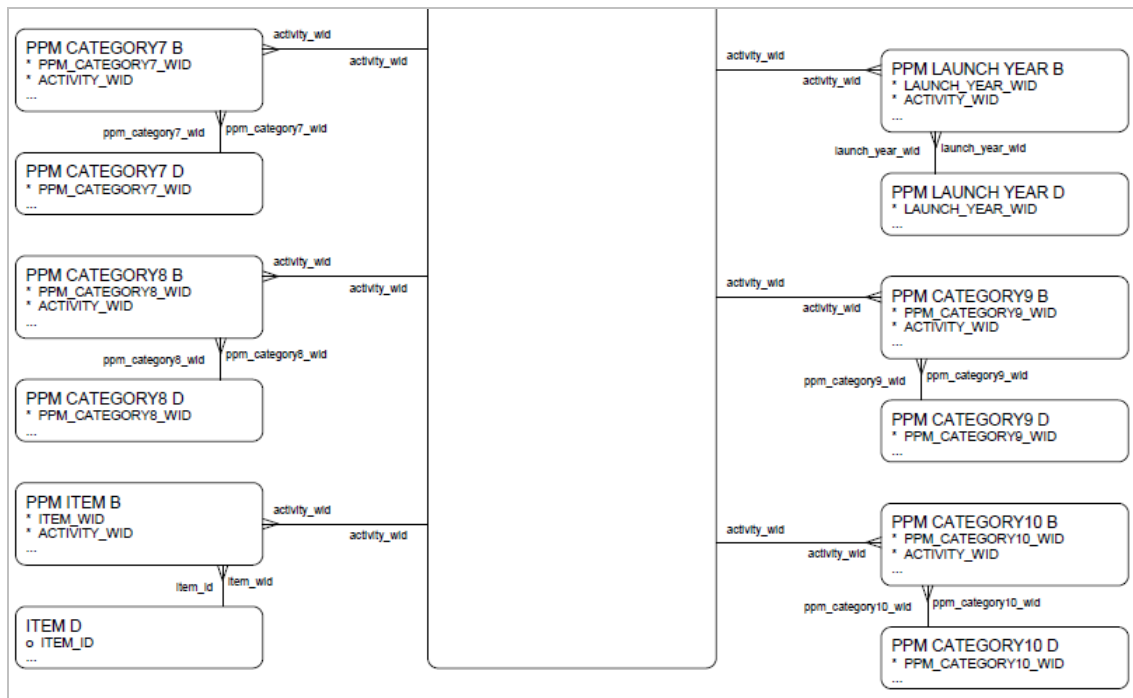 PPM CATEGORY7 B
* PPM_CATEGORY7_WID
* ACTIVITY_WID
...
activity_wid
activity_wid
ppm_category7_wid
ppm_category7_wid
PPM CATEGORY7 D
* PPM_CATEGORY7_WID
...
PPM CATEGORY8 B
* PPM_CATEGORY8_WID
* ACTIVITY_WID
...
activity_wid
activity_wid
ppm_category8_wid
ppm_category8_wid
PPM CATEGORY8 D
* PPM_CATEGORY8_WID
...
PPM ITEM B
* ITEM_WID
* ACTIVITY_WID
...
activity_wid
activity_wid
item_id
item_wid
ITEM D
o ITEM_ID
...
activity_wid
activity_wid
PPM LAUNCH YEAR B
* LAUNCH_YEAR_WID
* ACTIVITY_WID
...
launch_year_wid
launch_year_wid
PPM LAUNCH YEAR D
* LAUNCH_YEAR_WID
...
activity_wid
activity_wid
PPM CATEGORY9 B
* PPM_CATEGORY9_WID
* ACTIVITY_WID
...
ppm_category9_wid
ppm_category9_wid
PPM CATEGORY9 D
* PPM_CATEGORY9_WID
...
activity_wid
activity_wid
PPM CATEGORY10 B
* PPM_CATEGORY10_WID
* ACTIVITY_WID
...
ppm_category10_wid
ppm_category10_wid
PPM CATEGORY10 D
* PPM_CATEGORY10_WID
...